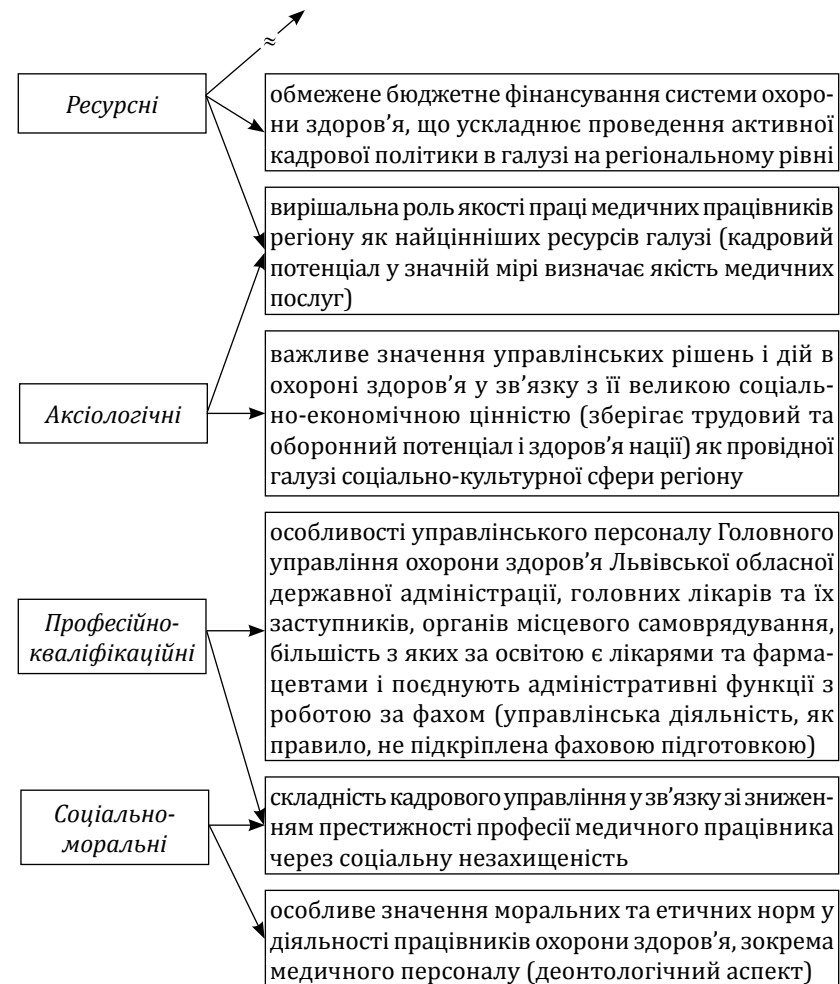 ≈
Ресурсні
обмежене бюджетне фінансування системи охоро-
ни здоров'я, що ускладнює проведення активної
кадрової політики в галузі на регіональному рівні
вирішальна роль якості праці медичних працівників
регіону як найцінніших ресурсів галузі (кадровий
потенціал у значній мірі визначає якість медичних
послуг)
Аксіологічні
важливе значення управлінських рішень і дій в
охороні здоров'я у зв'язку з її великою соціаль-
но-економічною цінністю (зберігає трудовий та
оборонний потенціал і здоров'я нації) як провідної
галузі соціально-культурної сфери регіону
Професійно-
кваліфікаційні
особливості управлінського персоналу Головного
управління охорони здоров'я Львівської обласної
державної адміністрації, головних лікарів та їх
заступників, органів місцевого самоврядування,
більшість з яких за освітою є лікарями та фарма-
цевтами і поєднують адміністративні функції з
роботою за фахом (управлінська діяльність, як
правило, не підкріплена фаховою підготовкою)
Соціально-
моральні
складність кадрового управління у зв'язку зі знижен-
ням престижності професії медичного працівника
через соціальну незахищеність
особливе значення моральних та етичних норм у
діяльності працівників охорони здоров'я, зокрема
медичного персоналу (деонтологічний аспект)